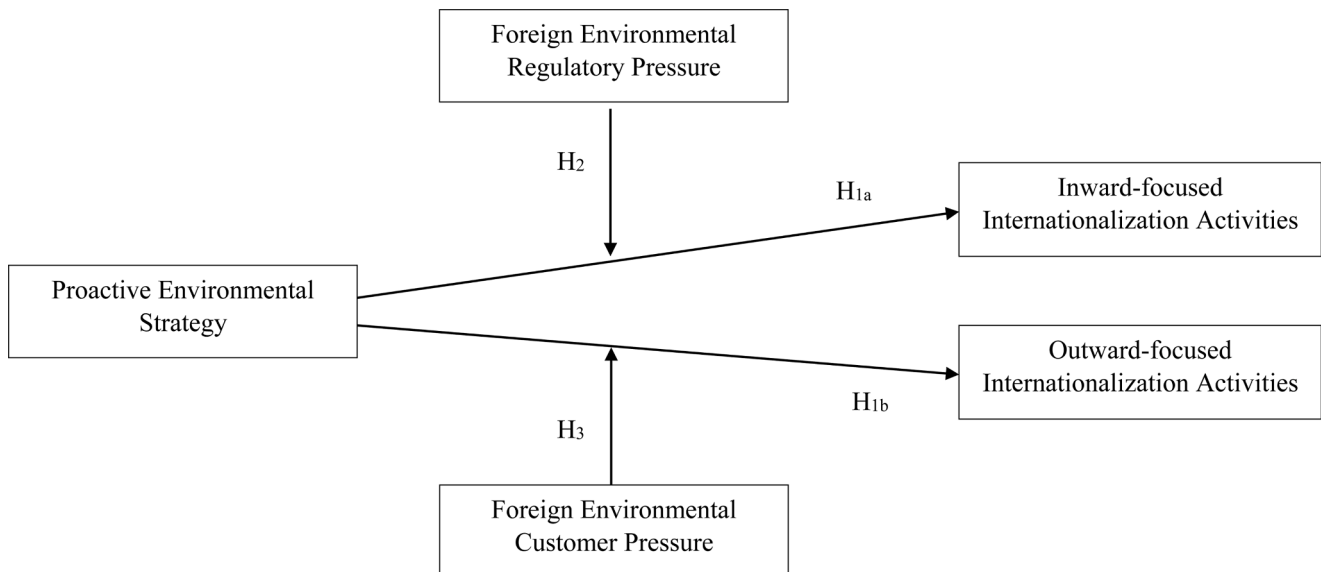 Foreign Environmental
Regulatory Pressure
H2
H1a
Inward-focused
Internationalization Activities
Proactive Environmental
Strategy
Outward-focused
Internationalization Activities
H1b
H3
Foreign Environmental
Customer Pressure